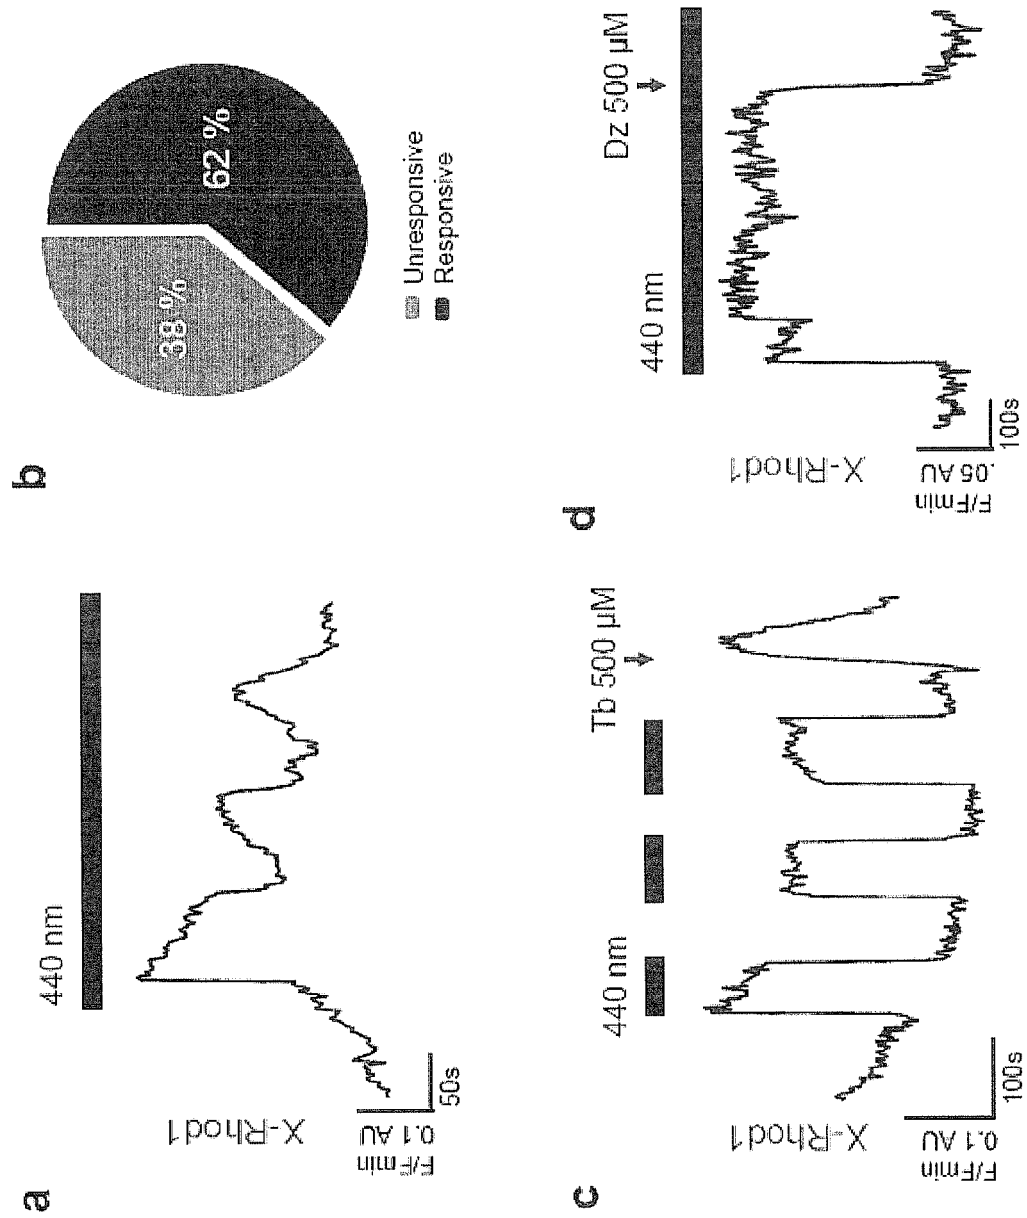 a
X-Rhod1
440 nm
F/Fmin
0.1 AU
50s
b
38 %
62 %
Unresponsive
Responsive
c
X-Rhod1
440 nm
Tb 500 µM
F/Fmin
0.1 AU
100s
d
X-Rhod1
440 nm
Dz 500 µM
F/Fmin
.05 AU
100s